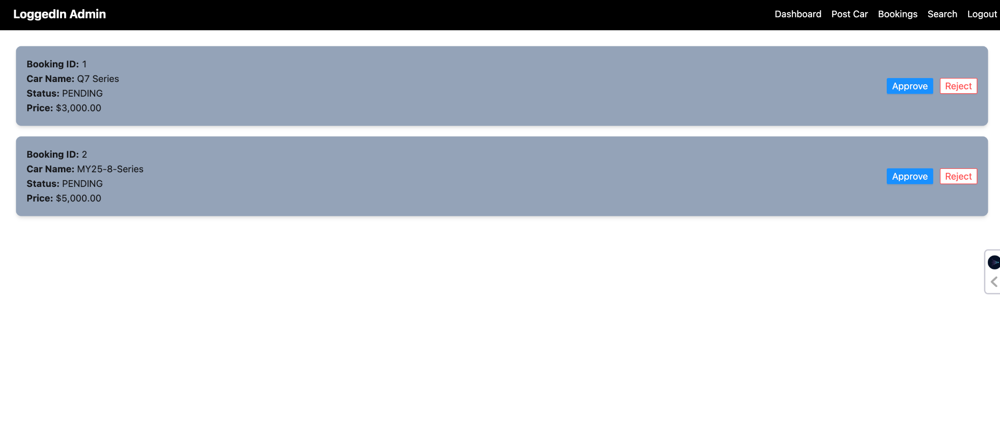 LoggedIn Admin
Dashboard Post Car Bookings Search Logout
Booking ID: 1
Car Name: Q7 Series
Status: PENDING
Price: $3,000.00
Approve Reject
Booking ID: 2
Car Name: MY25-8-Series
Status: PENDING
Price: $5,000.00
Approve Reject